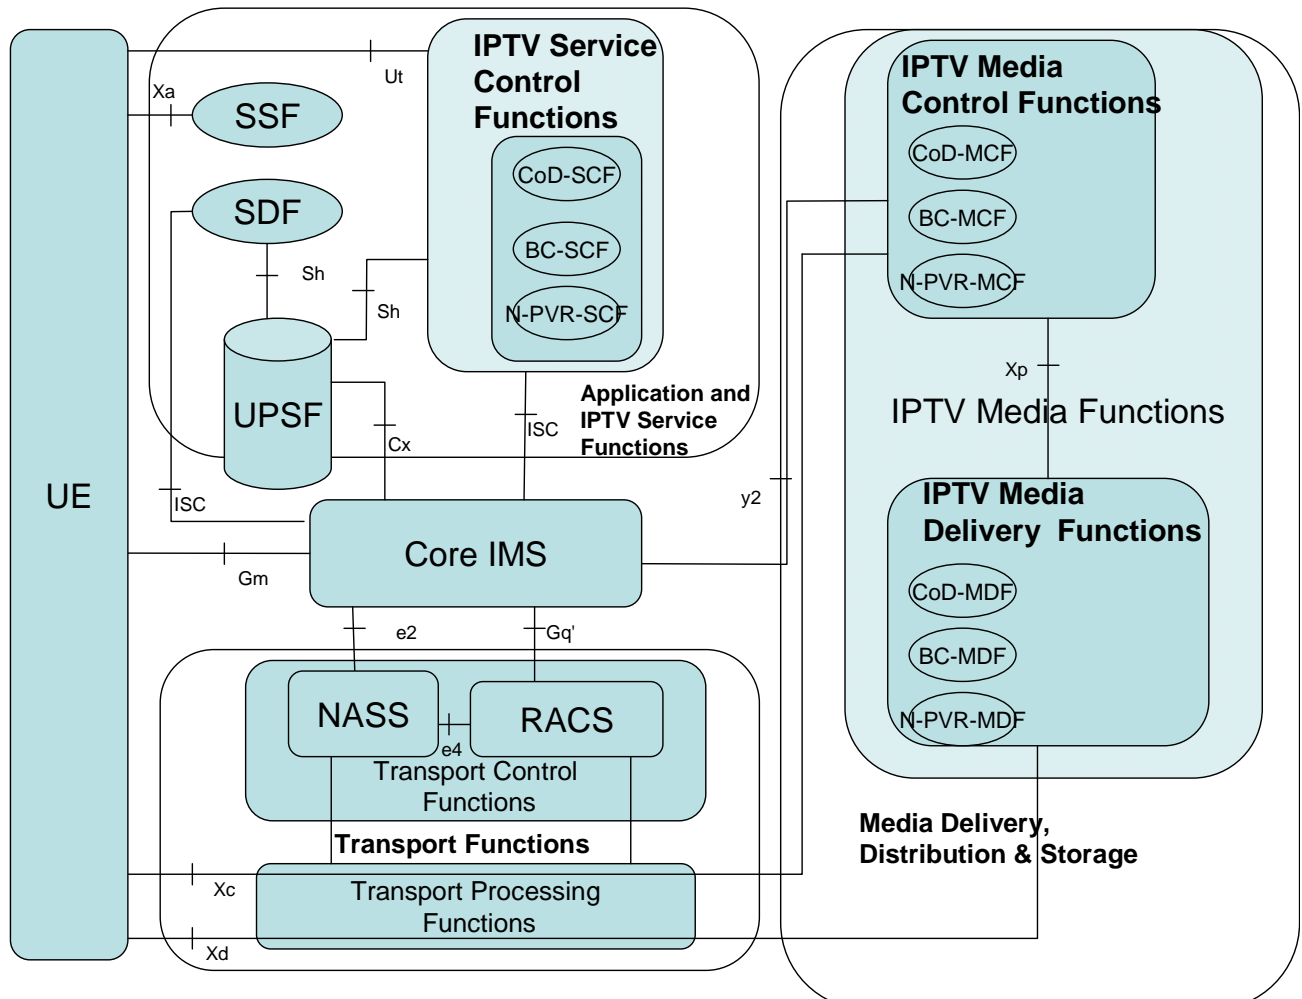 UE
Xa
Ut
SSF
SDF
Sh
Sh
UPSF
Cx
ISC
ISC
IPTV Service
Control
Functions
CoD-SCF
BC-SCF
N-PVR-SCF
Application and
IPTV Service
Functions
Core IMS
Gm
y2
e2
Gq'
NASS
RACS
e4
Transport Control
Functions
Transport Functions
Transport Processing
Functions
Xc
Xd
IPTV Media
Control Functions
CoD-MCF
BC-MCF
N-PVR-MCF
Xp
IPTV Media Functions
IPTV Media
Delivery Functions
CoD-MDF
BC-MDF
N-PVR-MDF
Media Delivery,
Distribution & Storage